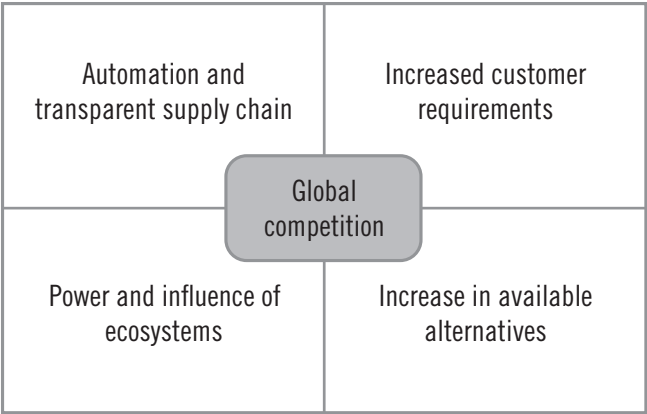 Automation and
transparent supply chain
Increased customer
requirements
Global
competition
Power and influence of
ecosystems
Increase in available
alternatives